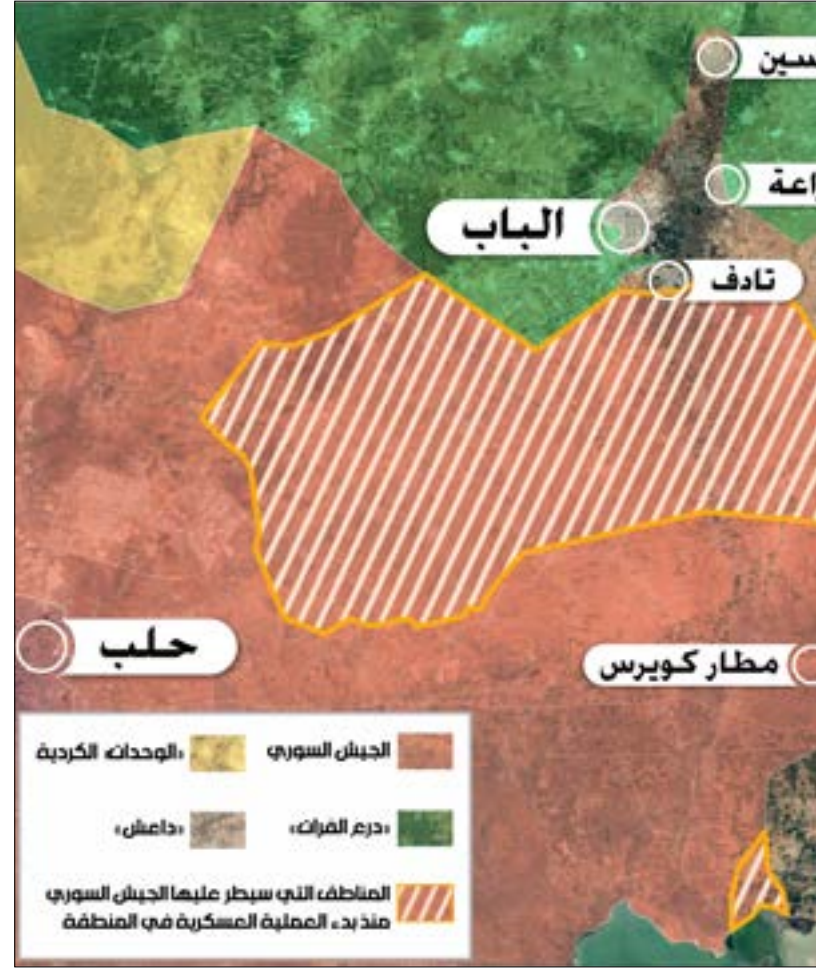 الباب
تادف
حلب
مطار كويرس
الجيش السوري
«الوحدات» الكردية
«درع الفرات»
«داعش»
المناطق التي سيطر عليها الجيش السوري
منذ بدء العملية العسكرية في المنطقة